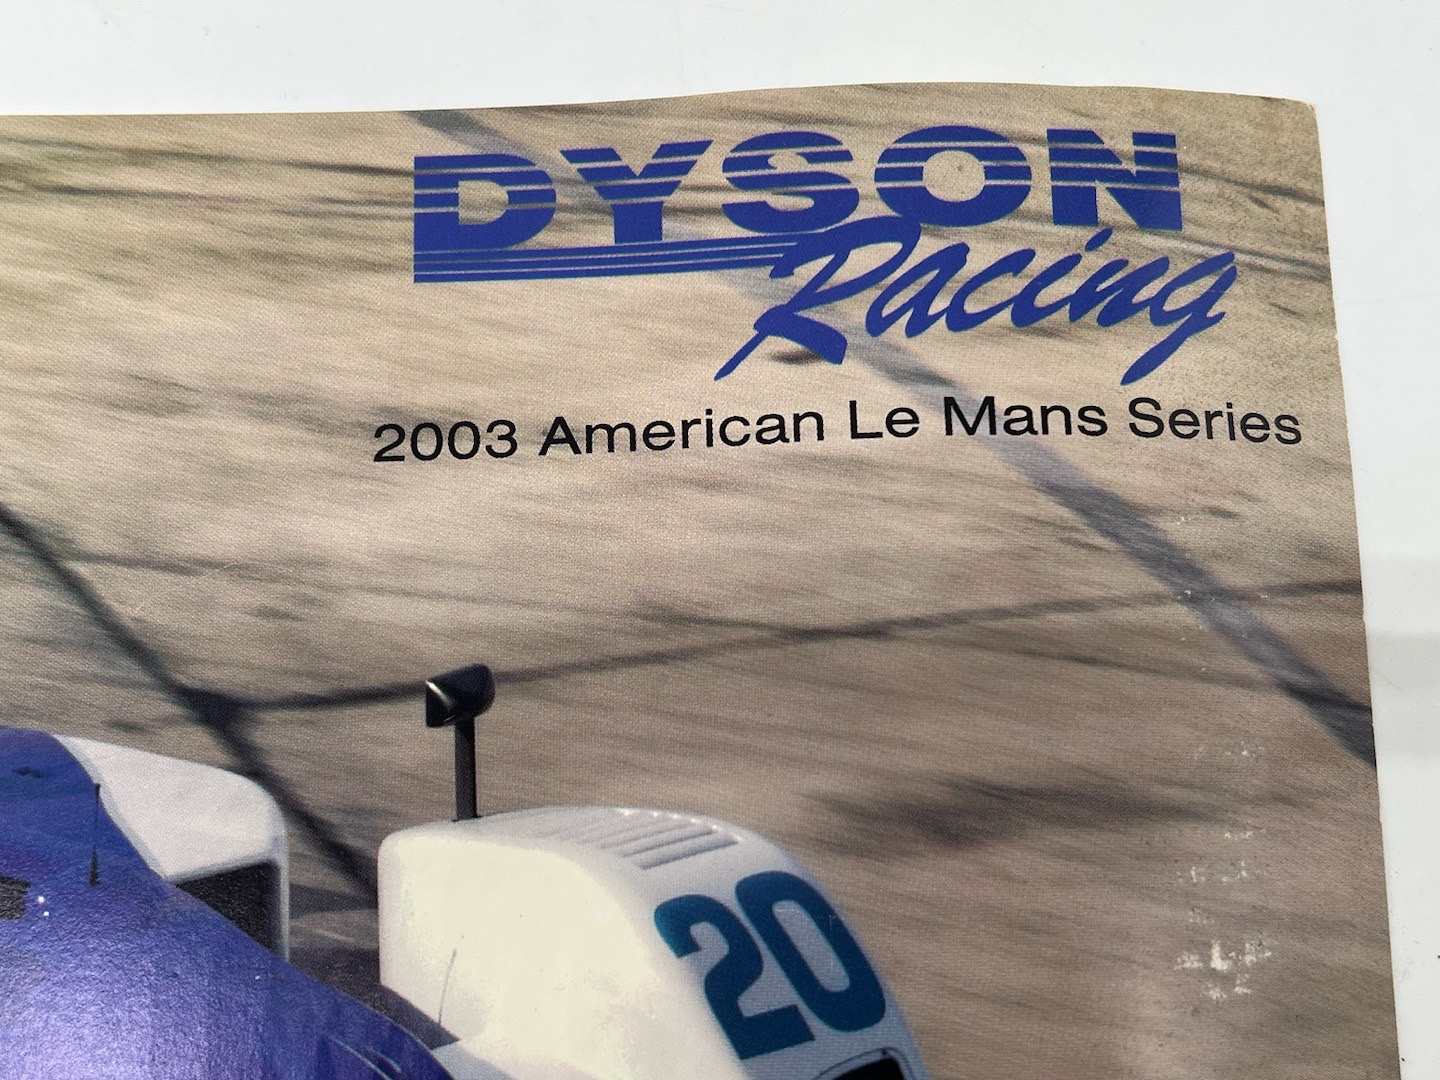 DYSON
Racing
2003 American Le Mans Series
20